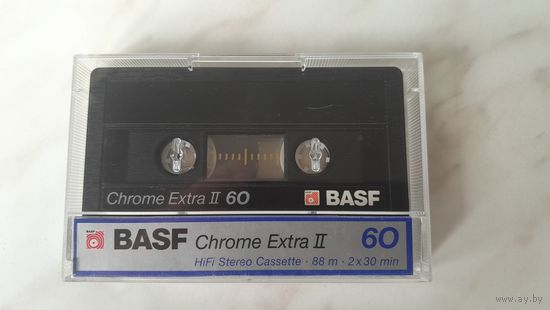 Chrome Extra II 60 BASF
BASF BASF Chrome Extra II 60
HiFi Stereo Cassette · 88 m · 2 x 30 min
www.ay.by